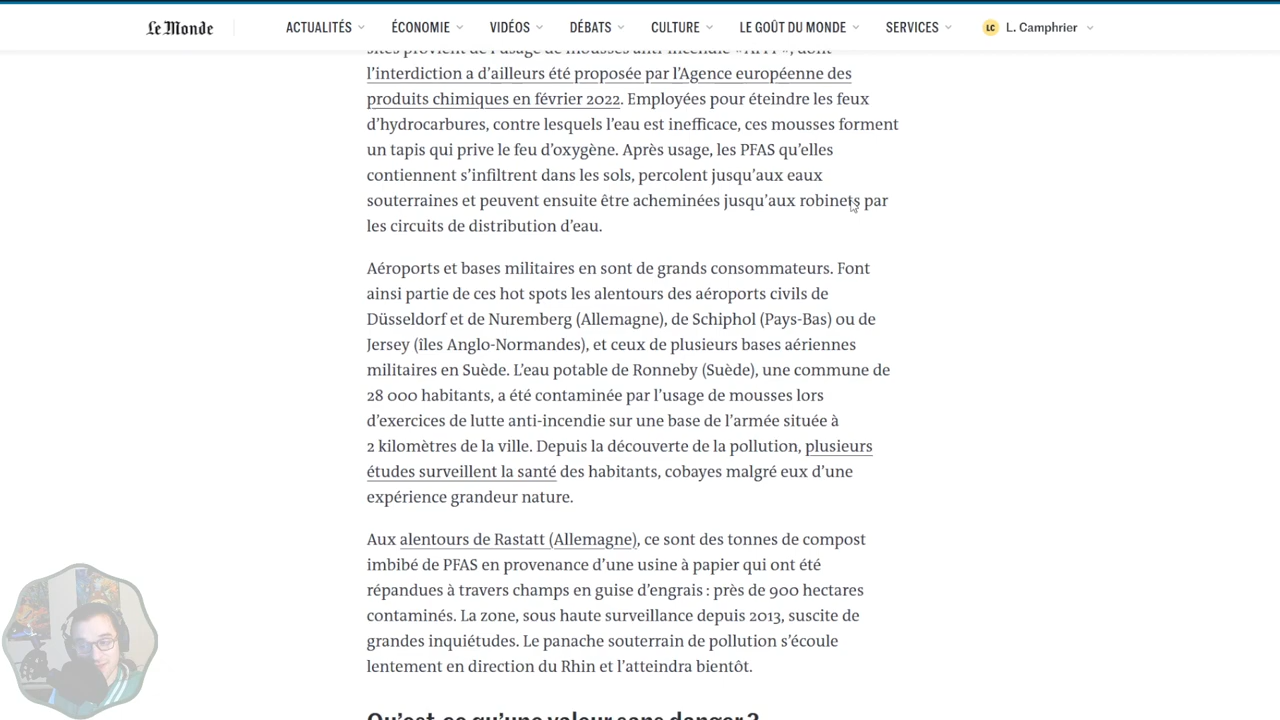 Le Monde
ACTUALITÉS
ÉCONOMIE
VIDÉOS
DÉBATS
CULTURE
LE GOÛT DU MONDE
SERVICES
LC
L. Camphrier
l’interdiction a d’ailleurs été proposée par l’Agence européenne des
produits chimiques en février 2022. Employées pour éteindre les feux
d’hydrocarbures, contre lesquels l’eau est inefficace, ces mousses forment
un tapis qui prive le feu d’oxygène. Après usage, les PFAS qu’elles
contiennent s’infiltrent dans les sols, percolent jusqu’aux eaux
souterraines et peuvent ensuite être acheminées jusqu’aux robinets par
les circuits de distribution d’eau.
Aéroports et bases militaires en sont de grands consommateurs. Font
ainsi partie de ces hot spots les alentours des aéroports civils de
Düsseldorf et de Nuremberg (Allemagne), de Schiphol (Pays-Bas) ou de
Jersey (îles Anglo-Normandes), et ceux de plusieurs bases aériennes
militaires en Suède. L’eau potable de Ronneby (Suède), une commune de
28 000 habitants, a été contaminée par l’usage de mousses lors
d’exercices de lutte anti-incendie sur une base de l’armée située à
2 kilomètres de la ville. Depuis la découverte de la pollution, plusieurs
études surveillent la santé des habitants, cobayes malgré eux d’une
expérience grandeur nature.
Aux alentours de Rastatt (Allemagne), ce sont des tonnes de compost
imbibé de PFAS en provenance d’une usine à papier qui ont été
répandues à travers champs en guise d’engrais : près de 900 hectares
contaminés. La zone, sous haute surveillance depuis 2013, suscite de
grandes inquiétudes. Le panache souterrain de pollution s’écoule
lentement en direction du Rhin et l’atteindra bientôt.
Qu’est-ce qu’une valeur sans danger ?